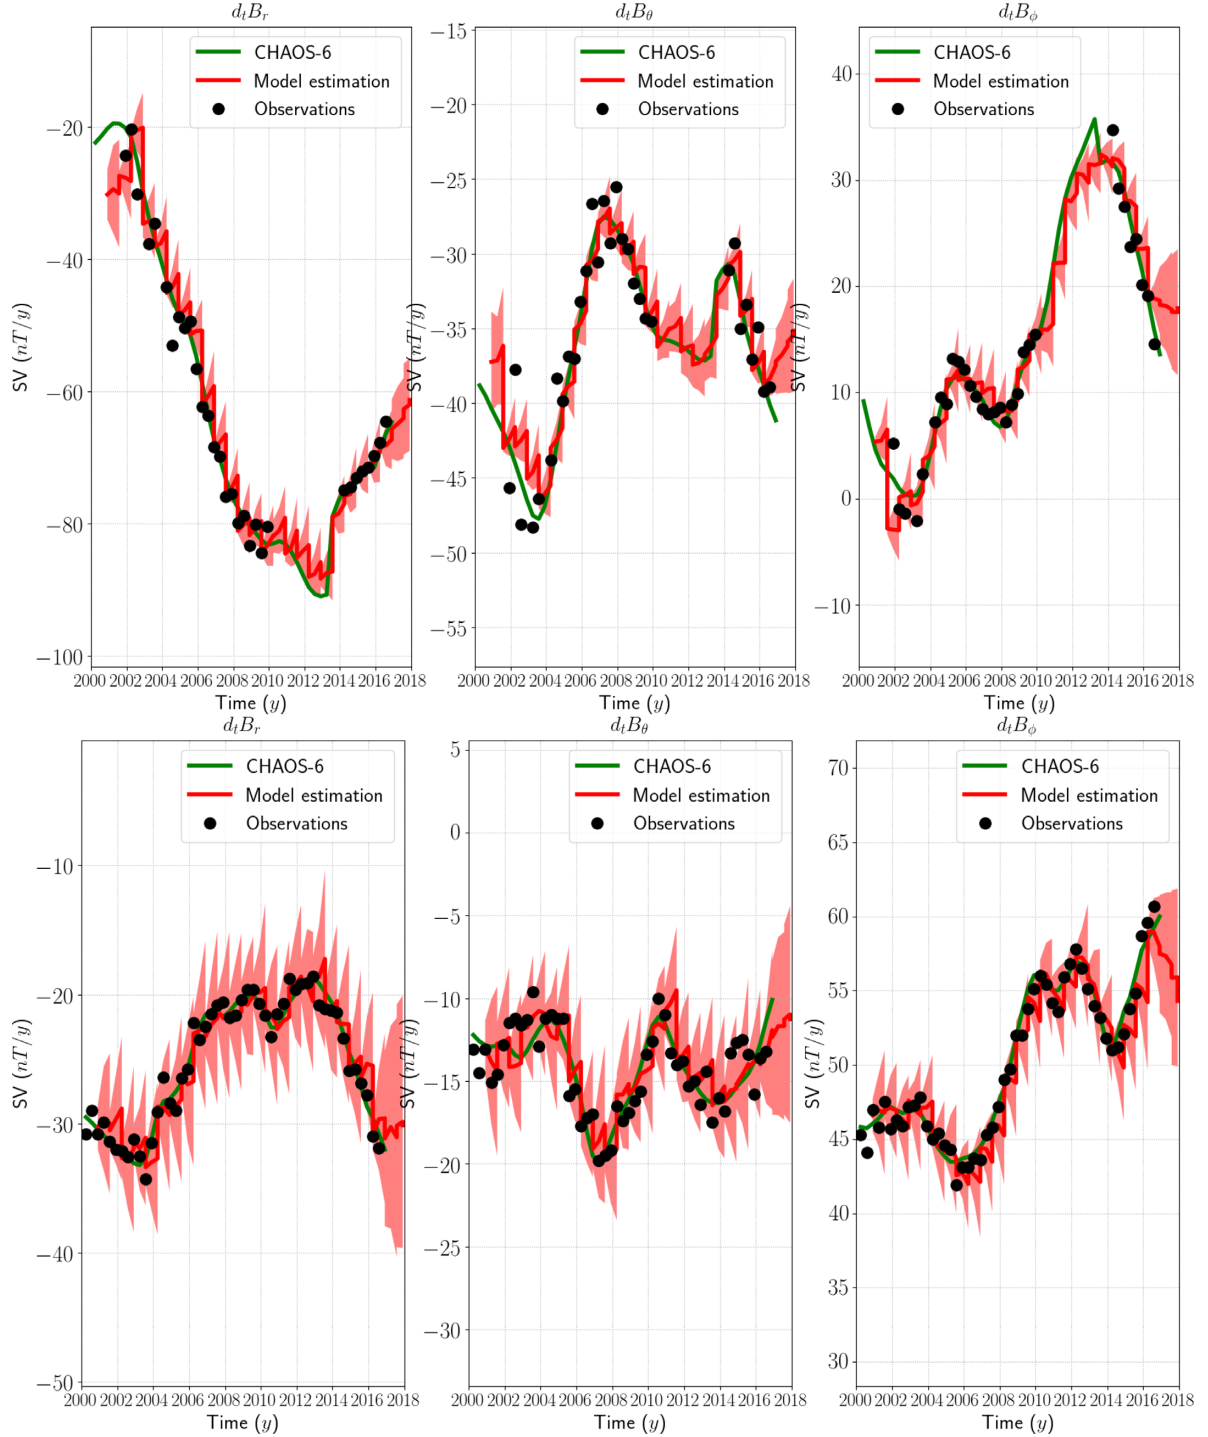 d_tB_r
CHAOS-6
Model estimation
Observations
−20
−40
−60
−80
−100
SV (nT/y)
2000 2002 2004 2006 2008 2010 2012 2014 2016 2018
Time (y)
d_tB_θ
CHAOS-6
Model estimation
Observations
−15
−20
−25
−30
−35
−40
−45
−50
−55
SV (nT/y)
2000 2002 2004 2006 2008 2010 2012 2014 2016 2018
Time (y)
d_tB_ϕ
CHAOS-6
Model estimation
Observations
40
30
20
10
0
−10
SV (nT/y)
2000 2002 2004 2006 2008 2010 2012 2014 2016 2018
Time (y)
d_tB_r
CHAOS-6
Model estimation
Observations
−10
−20
−30
−40
−50
SV (nT/y)
2000 2002 2004 2006 2008 2010 2012 2014 2016 2018
Time (y)
d_tB_θ
CHAOS-6
Model estimation
Observations
5
0
−5
−10
−15
−20
−25
−30
SV (nT/y)
2000 2002 2004 2006 2008 2010 2012 2014 2016 2018
Time (y)
d_tB_ϕ
CHAOS-6
Model estimation
Observations
70
65
60
55
50
45
40
35
30
SV (nT/y)
2000 2002 2004 2006 2008 2010 2012 2014 2016 2018
Time (y)